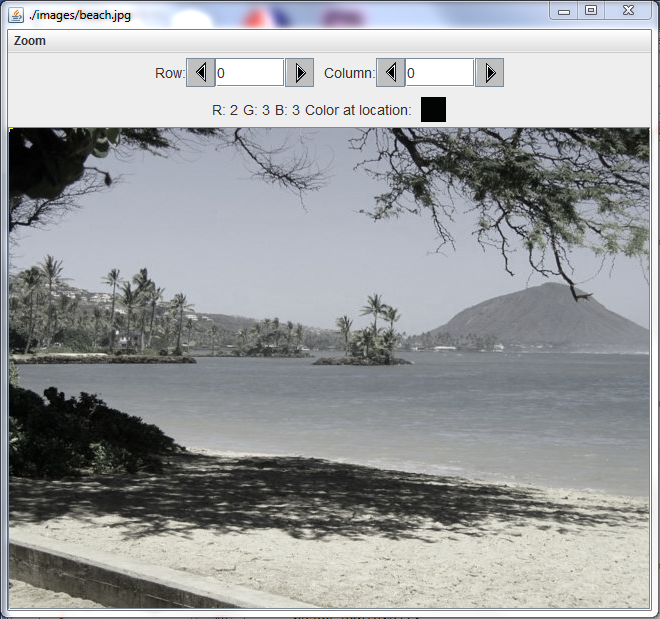 ./images/beach.jpg
Zoom
Row: 0 Column: 0
R: 2 G: 3 B: 3 Color at location: